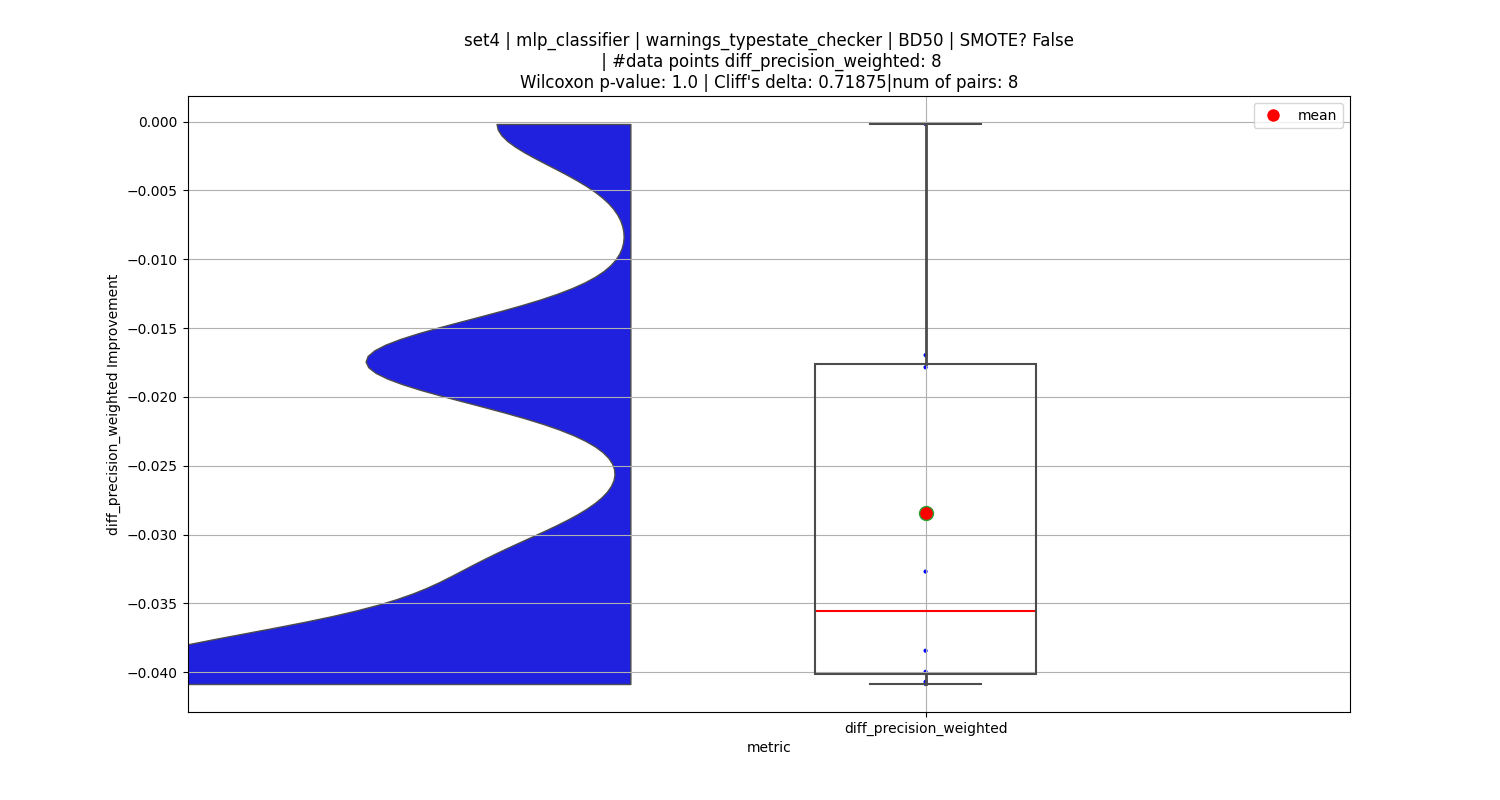 set4 | mlp_classifier | warnings_typestate_checker | BD50 | SMOTE? False
| #data points diff_precision_weighted: 8
Wilcoxon p-value: 1.0 | Cliff's delta: 0.71875|num of pairs: 8
mean
0.000
−0.005
−0.010
−0.015
−0.020
−0.025
−0.030
−0.035
−0.040
diff_precision_weighted Improvement
diff_precision_weighted
metric